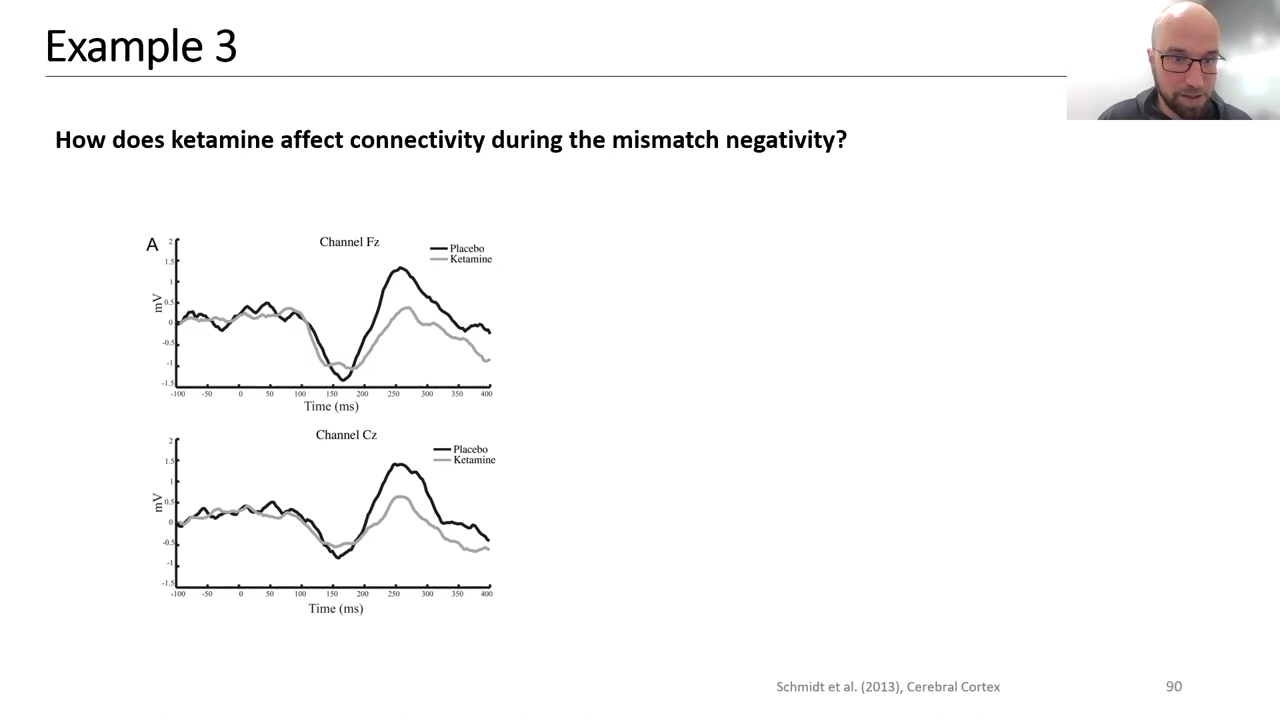 Example 3
How does ketamine affect connectivity during the mismatch negativity?
A
Channel Fz
Placebo
Ketamine
mV
2
1.5
1
0.5
0
-0.5
-1
-1.5
-100 -50 0 50 100 150 200 250 300 350 400
Time (ms)
Channel Cz
Placebo
Ketamine
mV
2
1.5
1
0.5
0
-0.5
-1
-1.5
-100 -50 0 50 100 150 200 250 300 350 400
Time (ms)
Schmidt et al. (2013), Cerebral Cortex
90